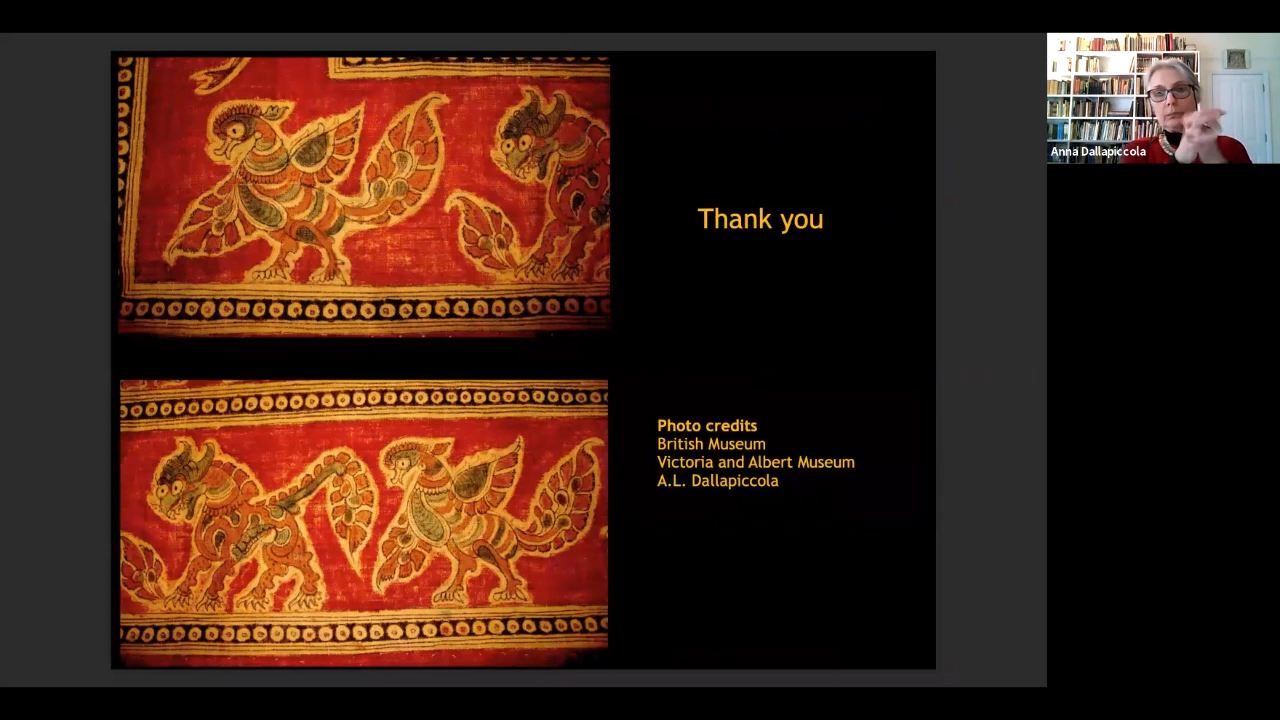 Thank you
Photo credits
British Museum
Victoria and Albert Museum
A.L. Dallapiccola
Anna Dallapiccola